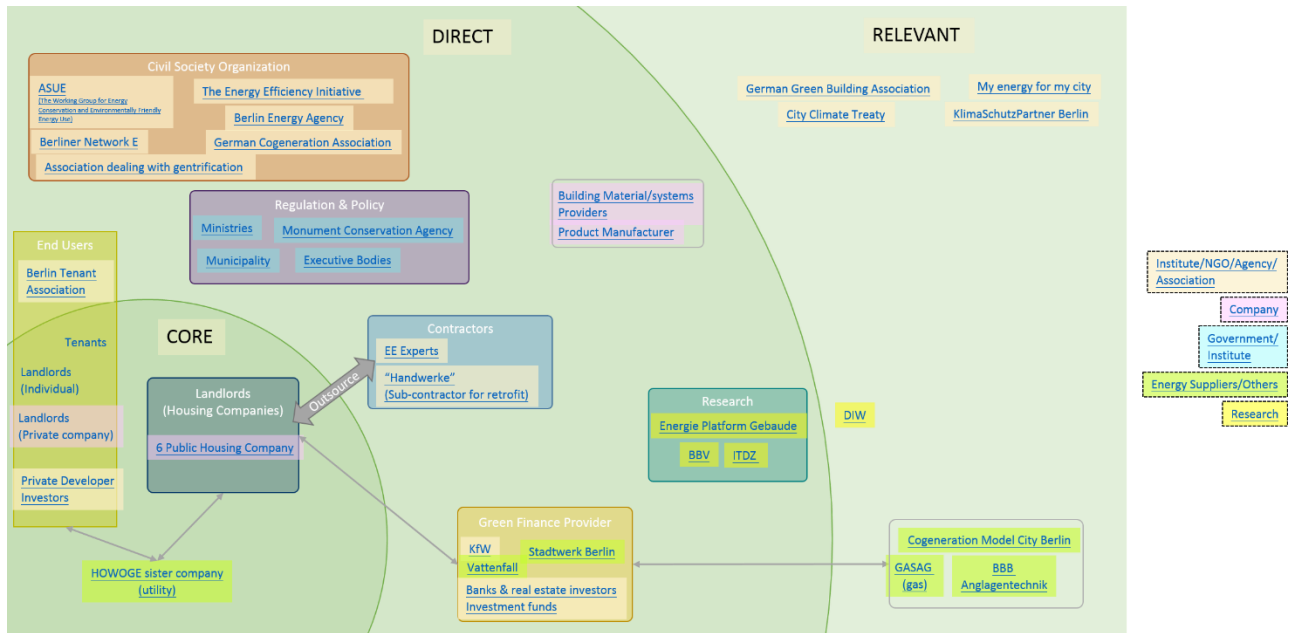 DIRECT
RELEVANT
Civil Society Organization
ASUE
(The Working Group for Energy
Conservation and Environmentally Friendly
Energy Use)
The Energy Efficiency Initiative
Berlin Energy Agency
Berliner Network E
German Cogeneration Association
Association dealing with gentrification
German Green Building Association
My energy for my city
City Climate Treaty
KlimaSchutzPartner Berlin
Regulation & Policy
Ministries
Monument Conservation Agency
Municipality
Executive Bodies
Building Material/systems
Providers
Product Manufacturer
End Users
Berlin Tenant
Association
Tenants
Landlords
(Individual)
Landlords
(Private company)
Private Developer
Investors
CORE
Landlords
(Housing Companies)
6 Public Housing Company
Outsource
Contractors
EE Experts
“Handwerke”
(Sub-contractor for retrofit)
Research
Energie Platform Gebaude
BBV
ITDZ
DIW
HOWOGE sister company
(utility)
Green Finance Provider
KfW
Stadtwerk Berlin
Vattenfall
Banks & real estate investors
Investment funds
Cogeneration Model City Berlin
GASAG
(gas)
BBB
Anglagentechnik
Institute/NGO/Agency/
Association
Company
Government/
Institute
Energy Suppliers/Others
Research